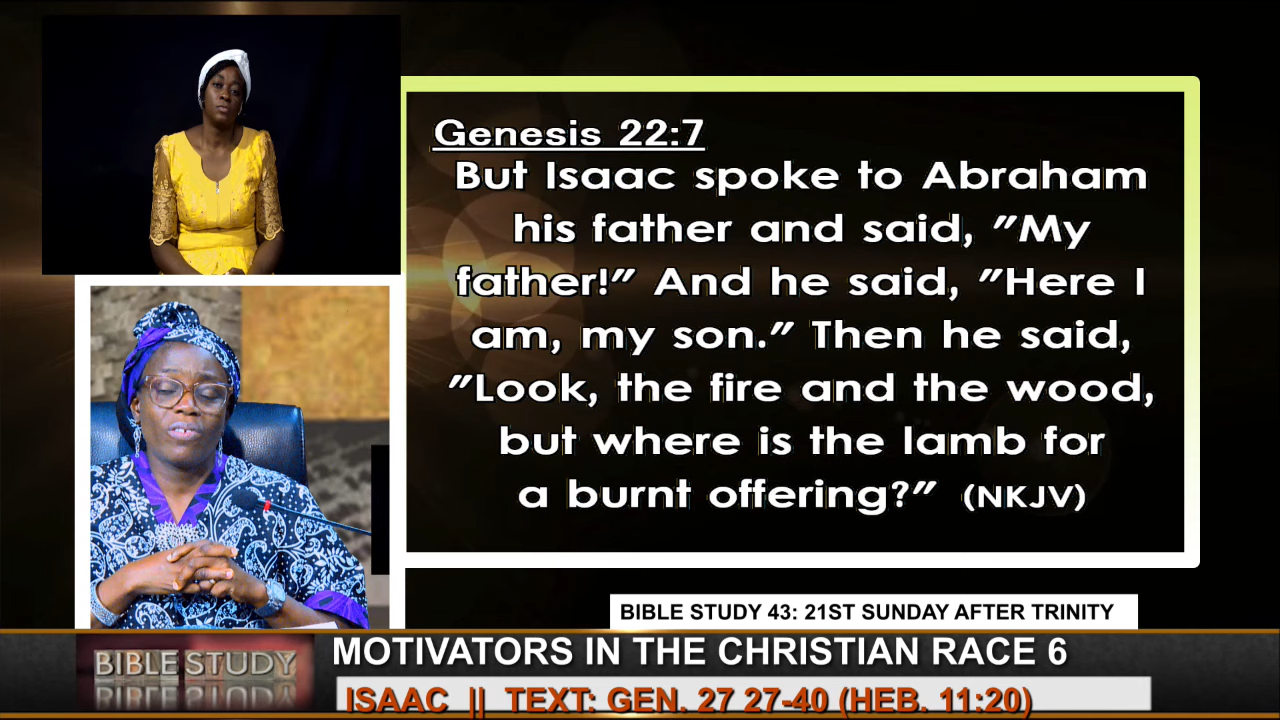 Genesis 22:7
But Isaac spoke to Abraham
his father and said, "My
father!" And he said, "Here I
am, my son." Then he said,
"Look, the fire and the wood,
but where is the lamb for
a burnt offering?" (NKJV)
BIBLE STUDY 43: 21ST SUNDAY AFTER TRINITY
BIBLE STUDY
MOTIVATORS IN THE CHRISTIAN RACE 6
ISAAC || TEXT: GEN. 27 27-40 (HEB. 11:20)